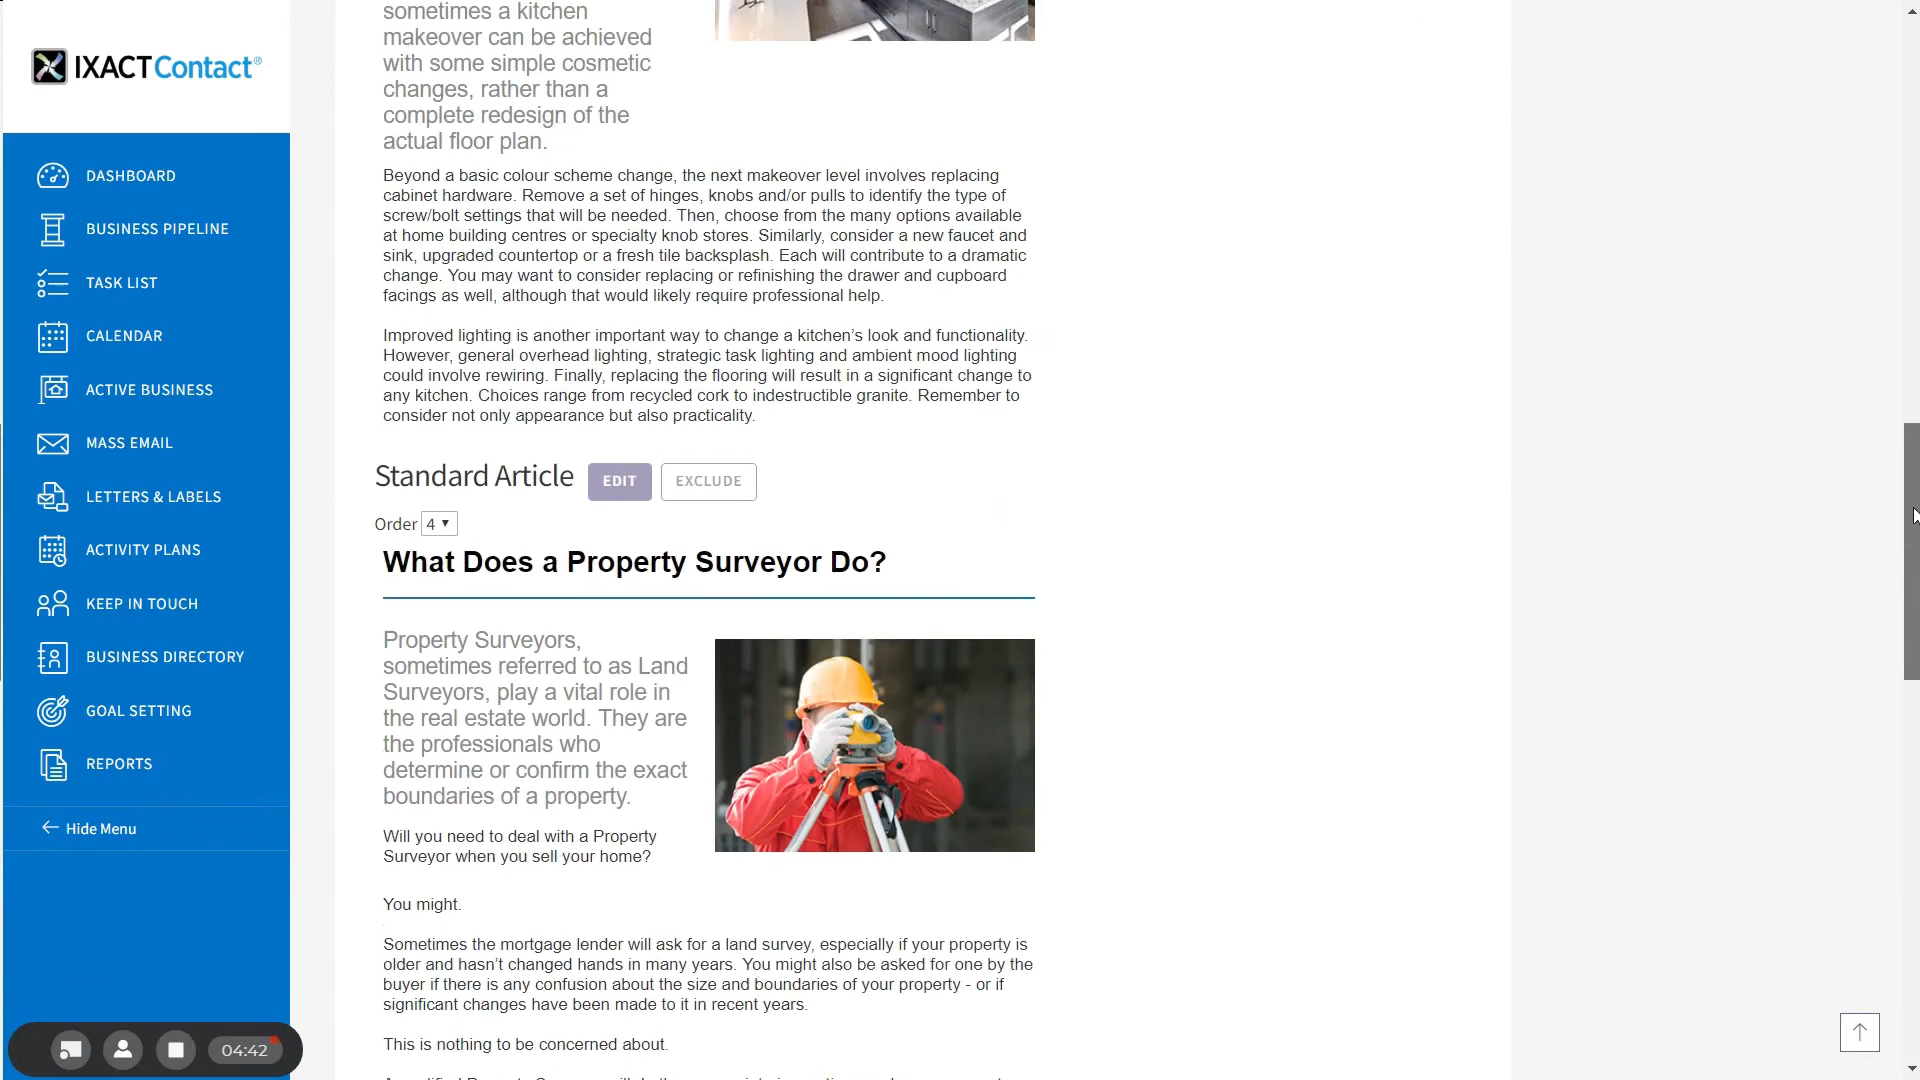 IXACTContact®
DASHBOARD
BUSINESS PIPELINE
TASK LIST
CALENDAR
ACTIVE BUSINESS
MASS EMAIL
LETTERS & LABELS
ACTIVITY PLANS
KEEP IN TOUCH
BUSINESS DIRECTORY
GOAL SETTING
REPORTS
Hide Menu
04:42
sometimes a kitchen
makeover can be achieved
with some simple cosmetic
changes, rather than a
complete redesign of the
actual floor plan.
Beyond a basic colour scheme change, the next makeover level involves replacing
cabinet hardware. Remove a set of hinges, knobs and/or pulls to identify the type of
screw/bolt settings that will be needed. Then, choose from the many options available
at home building centres or specialty knob stores. Similarly, consider a new faucet and
sink, upgraded countertop or a fresh tile backsplash. Each will contribute to a dramatic
change. You may want to consider replacing or refinishing the drawer and cupboard
facings as well, although that would likely require professional help.
Improved lighting is another important way to change a kitchen’s look and functionality.
However, general overhead lighting, strategic task lighting and ambient mood lighting
could involve rewiring. Finally, replacing the flooring will result in a significant change to
any kitchen. Choices range from recycled cork to indestructible granite. Remember to
consider not only appearance but also practicality.
Standard Article EDIT EXCLUDE
Order 4
What Does a Property Surveyor Do?
Property Surveyors,
sometimes referred to as Land
Surveyors, play a vital role in
the real estate world. They are
the professionals who
determine or confirm the exact
boundaries of a property.
Will you need to deal with a Property
Surveyor when you sell your home?
You might.
Sometimes the mortgage lender will ask for a land survey, especially if your property is
older and hasn’t changed hands in many years. You might also be asked for one by the
buyer if there is any confusion about the size and boundaries of your property - or if
significant changes have been made to it in recent years.
This is nothing to be concerned about.